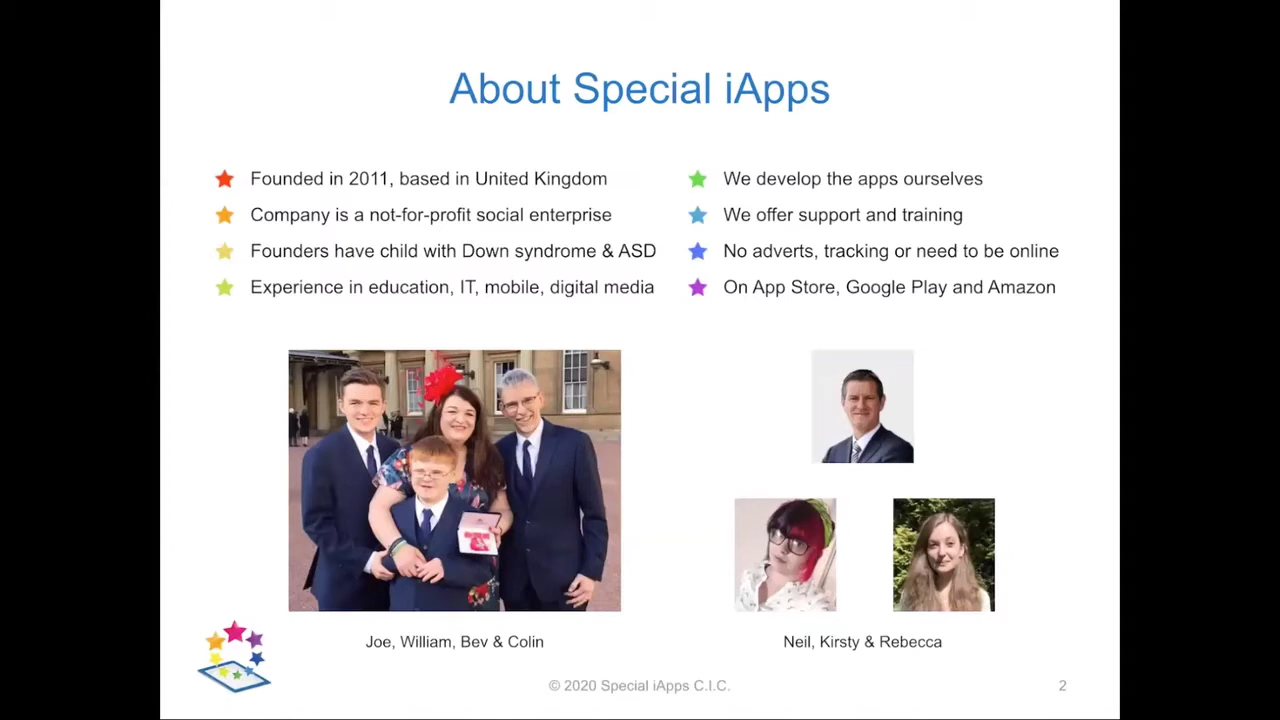 About Special iApps
Founded in 2011, based in United Kingdom
Company is a not-for-profit social enterprise
Founders have child with Down syndrome & ASD
Experience in education, IT, mobile, digital media
We develop the apps ourselves
We offer support and training
No adverts, tracking or need to be online
On App Store, Google Play and Amazon
Joe, William, Bev & Colin
Neil, Kirsty & Rebecca
© 2020 Special iApps C.I.C.
2